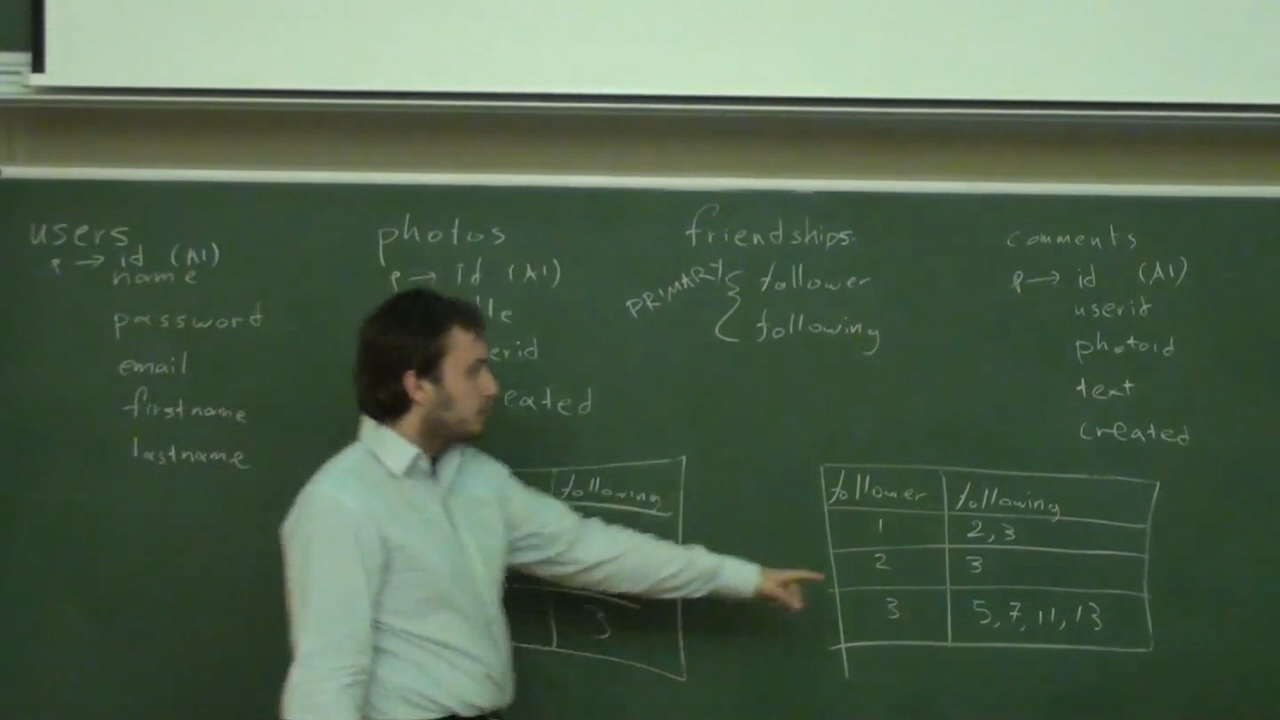 users
p → id (AI)
name
password
email
firstname
lastname
photos
p → id (AI)
created
friendships
PRIMARY { follower
following
comments
p → id (AI)
userid
photoid
text
created
following
3
follower following
1 2,3
2 3
3 5,7,11,13